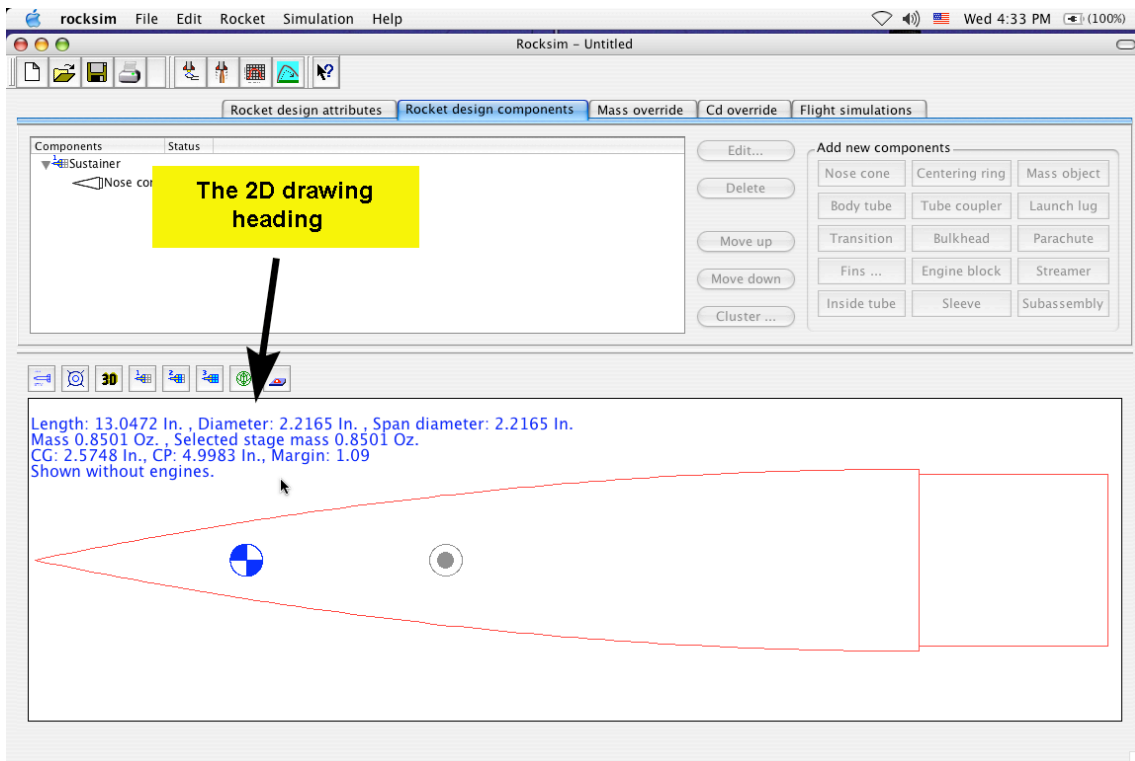 rocksim File Edit Rocket Simulation Help Wed 4:33 PM (100%)
Rocksim – Untitled
Rocket design attributes Rocket design components Mass override Cd override Flight simulations
Components Status
1 Sustainer
Nose cor
The 2D drawing
heading
Edit...
Delete
Move up
Move down
Cluster ...
Add new components
Nose cone Centering ring Mass object
Body tube Tube coupler Launch lug
Transition Bulkhead Parachute
Fins ... Engine block Streamer
Inside tube Sleeve Subassembly
3D 1 2 3
Length: 13.0472 In. , Diameter: 2.2165 In. , Span diameter: 2.2165 In.
Mass 0.8501 Oz. , Selected stage mass 0.8501 Oz.
CG: 2.5748 In., CP: 4.9983 In., Margin: 1.09
Shown without engines.